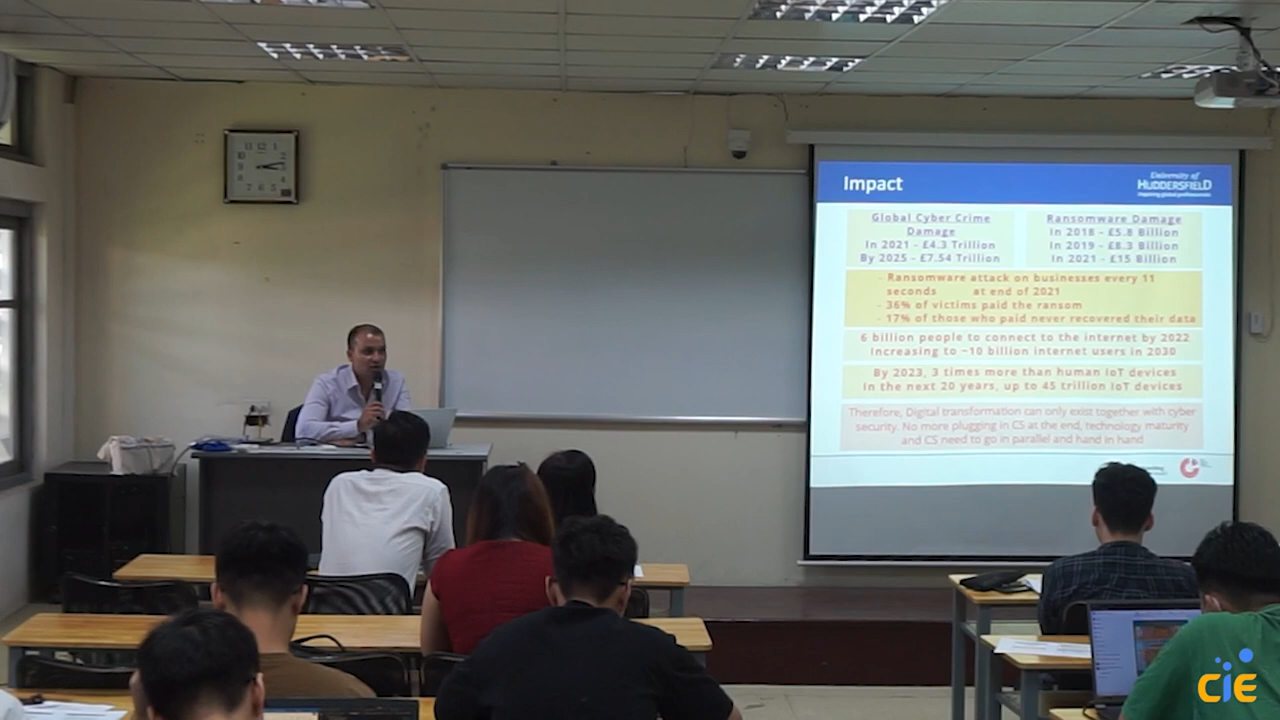 Impact
University of
HUDDERSFIELD
Inspiring global professionals
Global Cyber Crime
Damage
In 2021 - £4.3 Trillion
By 2025 - £7.54 Trillion
Ransomware Damage
In 2018 - £5.8 Billion
In 2019 - £8.3 Billion
In 2021 - £15 Billion
- Ransomware attack on businesses every 11
seconds at end of 2021
- 36% of victims paid the ransom
- 17% of those who paid never recovered their data
6 billion people to connect to the internet by 2022
Increasing to ~10 billion internet users in 2030
By 2023, 3 times more than human IoT devices
In the next 20 years, up to 45 trillion IoT devices
Therefore, Digital transformation can only exist together with cyber
security. No more plugging in CS at the end, technology maturity
and CS need to go in parallel and hand in hand
cie